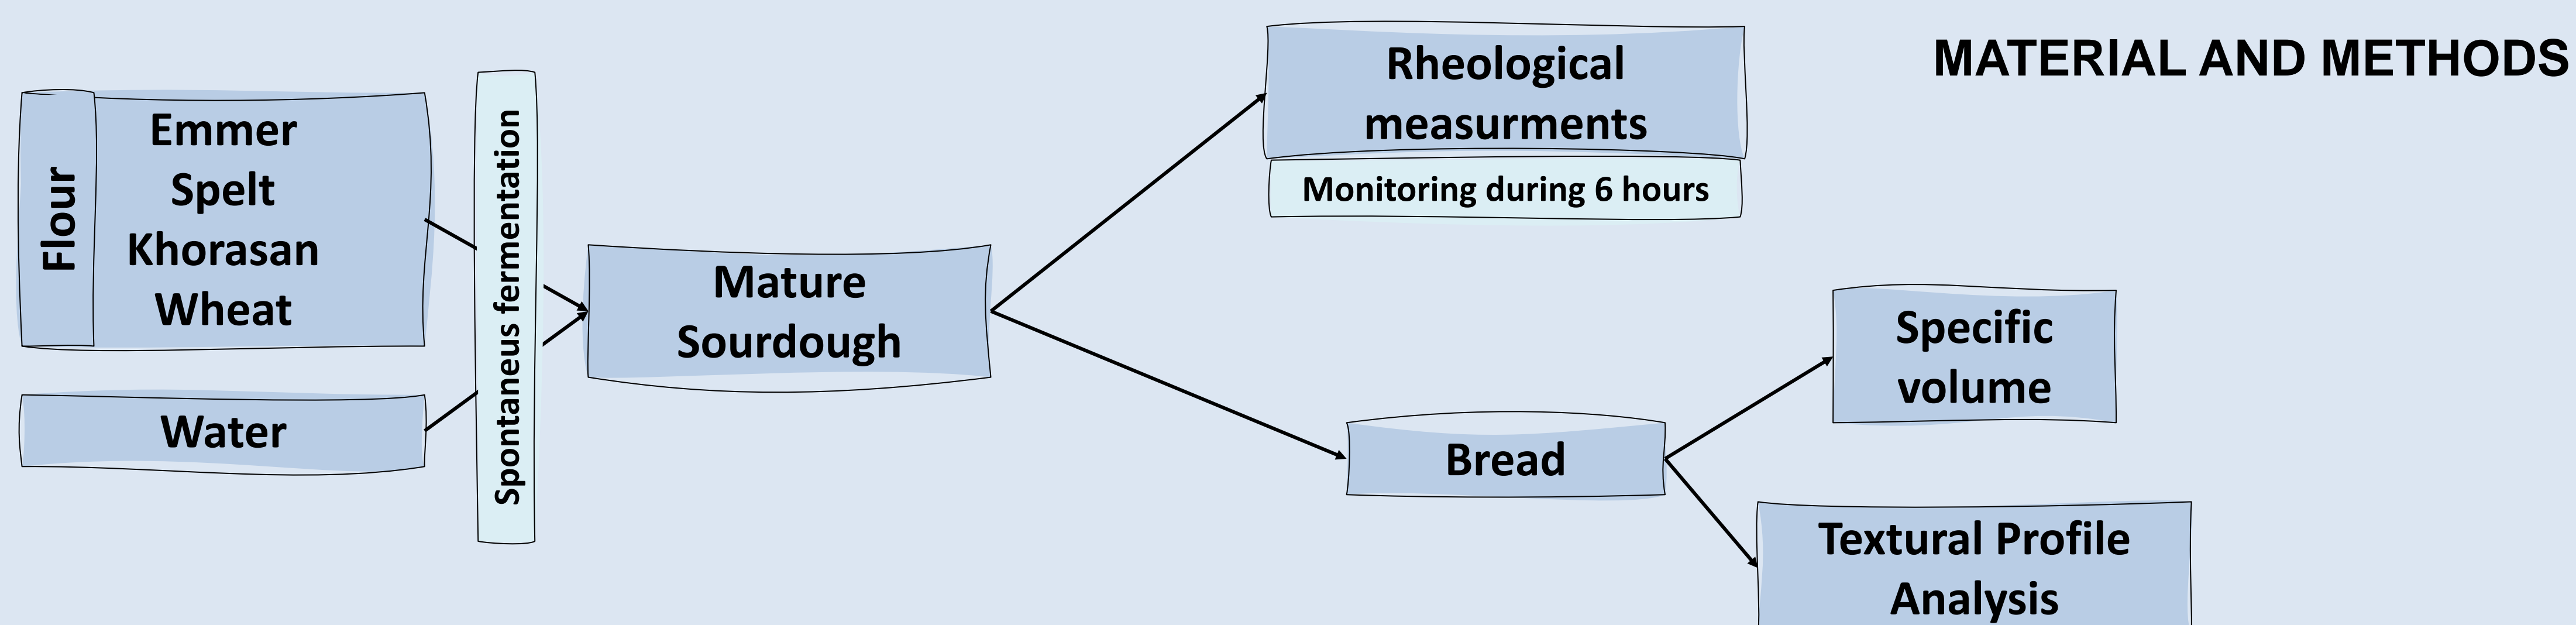 MATERIAL AND METHODS
Flour
Emmer
Spelt
Khorasan
Wheat
Water
Spontaneus fermentation
Mature
Sourdough
Rheological
measurments
Monitoring during 6 hours
Bread
Specific
volume
Textural Profile
Analysis